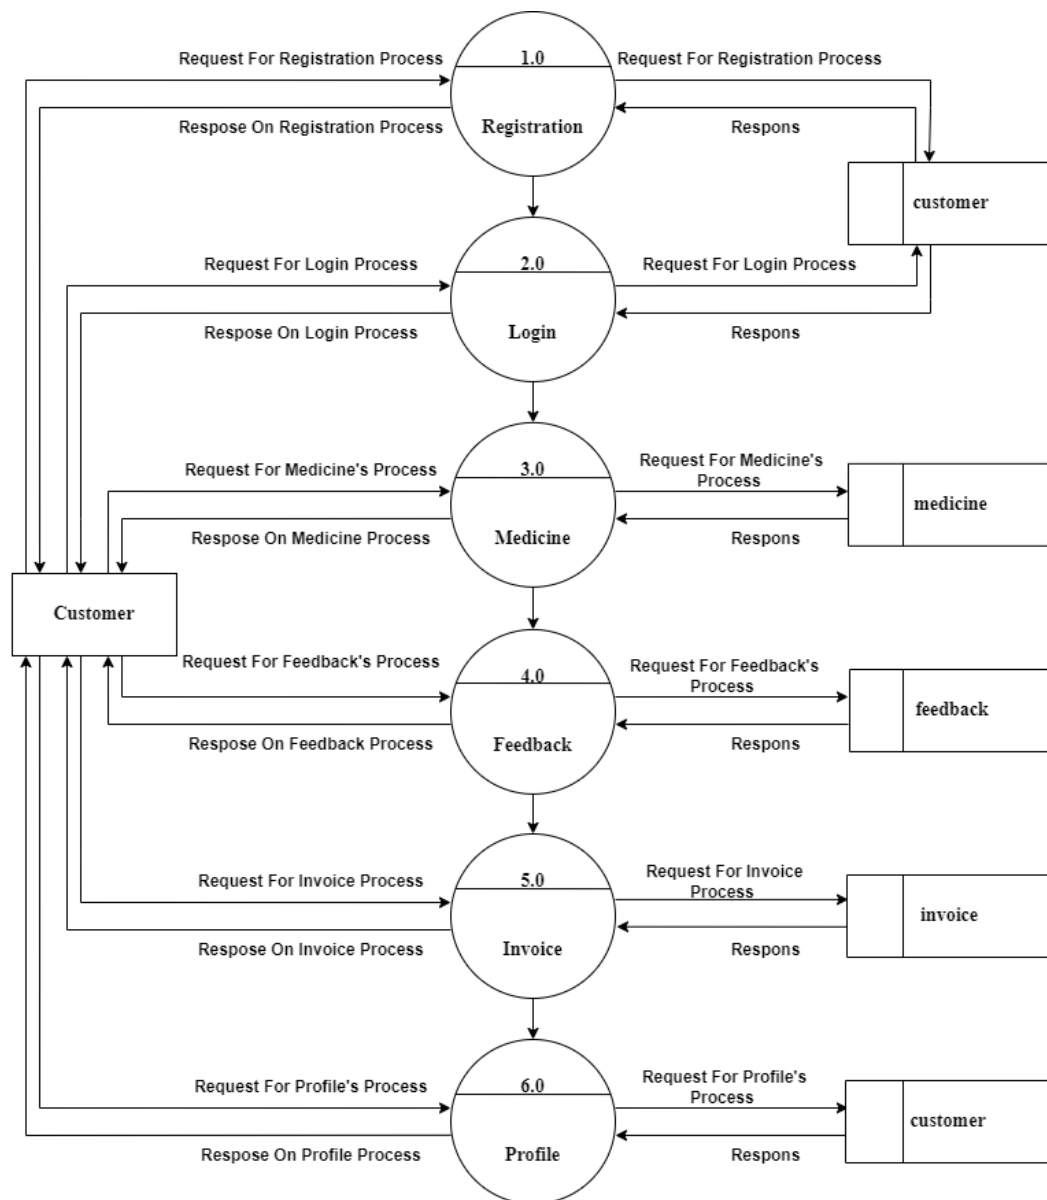 1.0
Request For Registration Process
Request For Registration Process
Respose On Registration Process
Registration
Respons
customer
2.0
Request For Login Process
Request For Login Process
Respose On Login Process
Login
Respons
3.0
Request For Medicine's Process
Request For Medicine's
Process
medicine
Respose On Medicine Process
Medicine
Respons
Customer
4.0
Request For Feedback's Process
Request For Feedback's
Process
feedback
Respose On Feedback Process
Feedback
Respons
5.0
Request For Invoice Process
Request For Invoice
Process
invoice
Respose On Invoice Process
Invoice
Respons
6.0
Request For Profile's Process
Request For Profile's
Process
customer
Respose On Profile Process
Profile
Respons